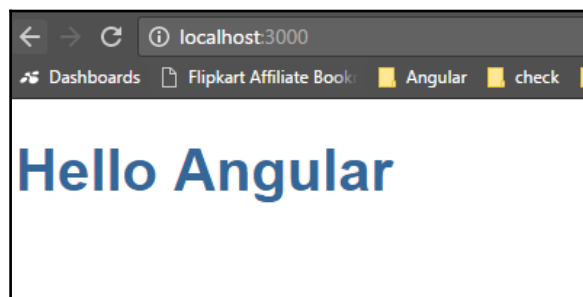 localhost:3000
Dashboards Flipkart Affiliate Book Angular check
Hello Angular